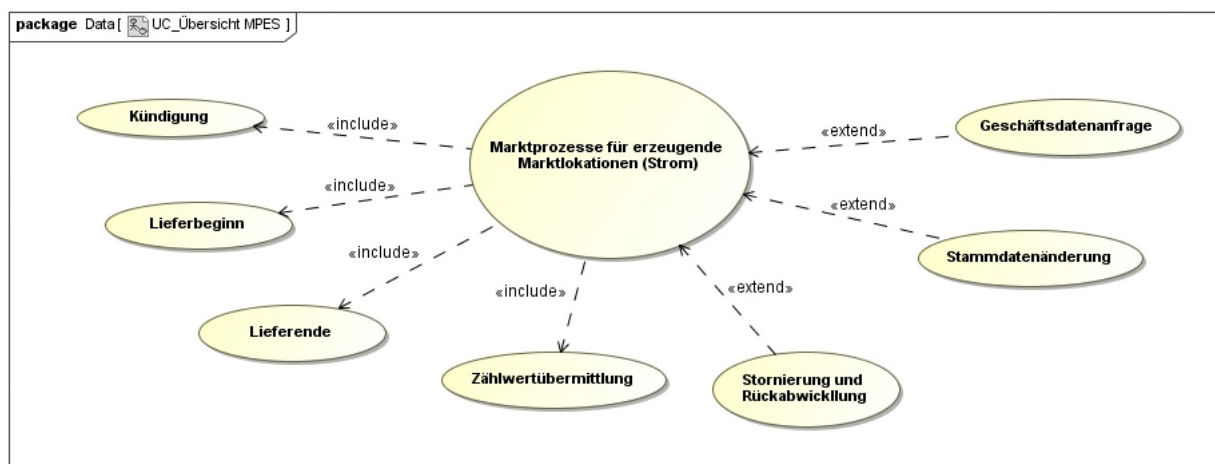 package Data [ UC_Übersicht MPES ]
Kündigung
«include»
Marktprozesse für erzeugende
Marktlokationen (Strom)
«extend»
Geschäftsdatenanfrage
«include»
Lieferbeginn
«extend»
Stammdatenänderung
«include»
Lieferende
«include»
«extend»
Zählwertübermittlung
Stornierung und
Rückabwickllung